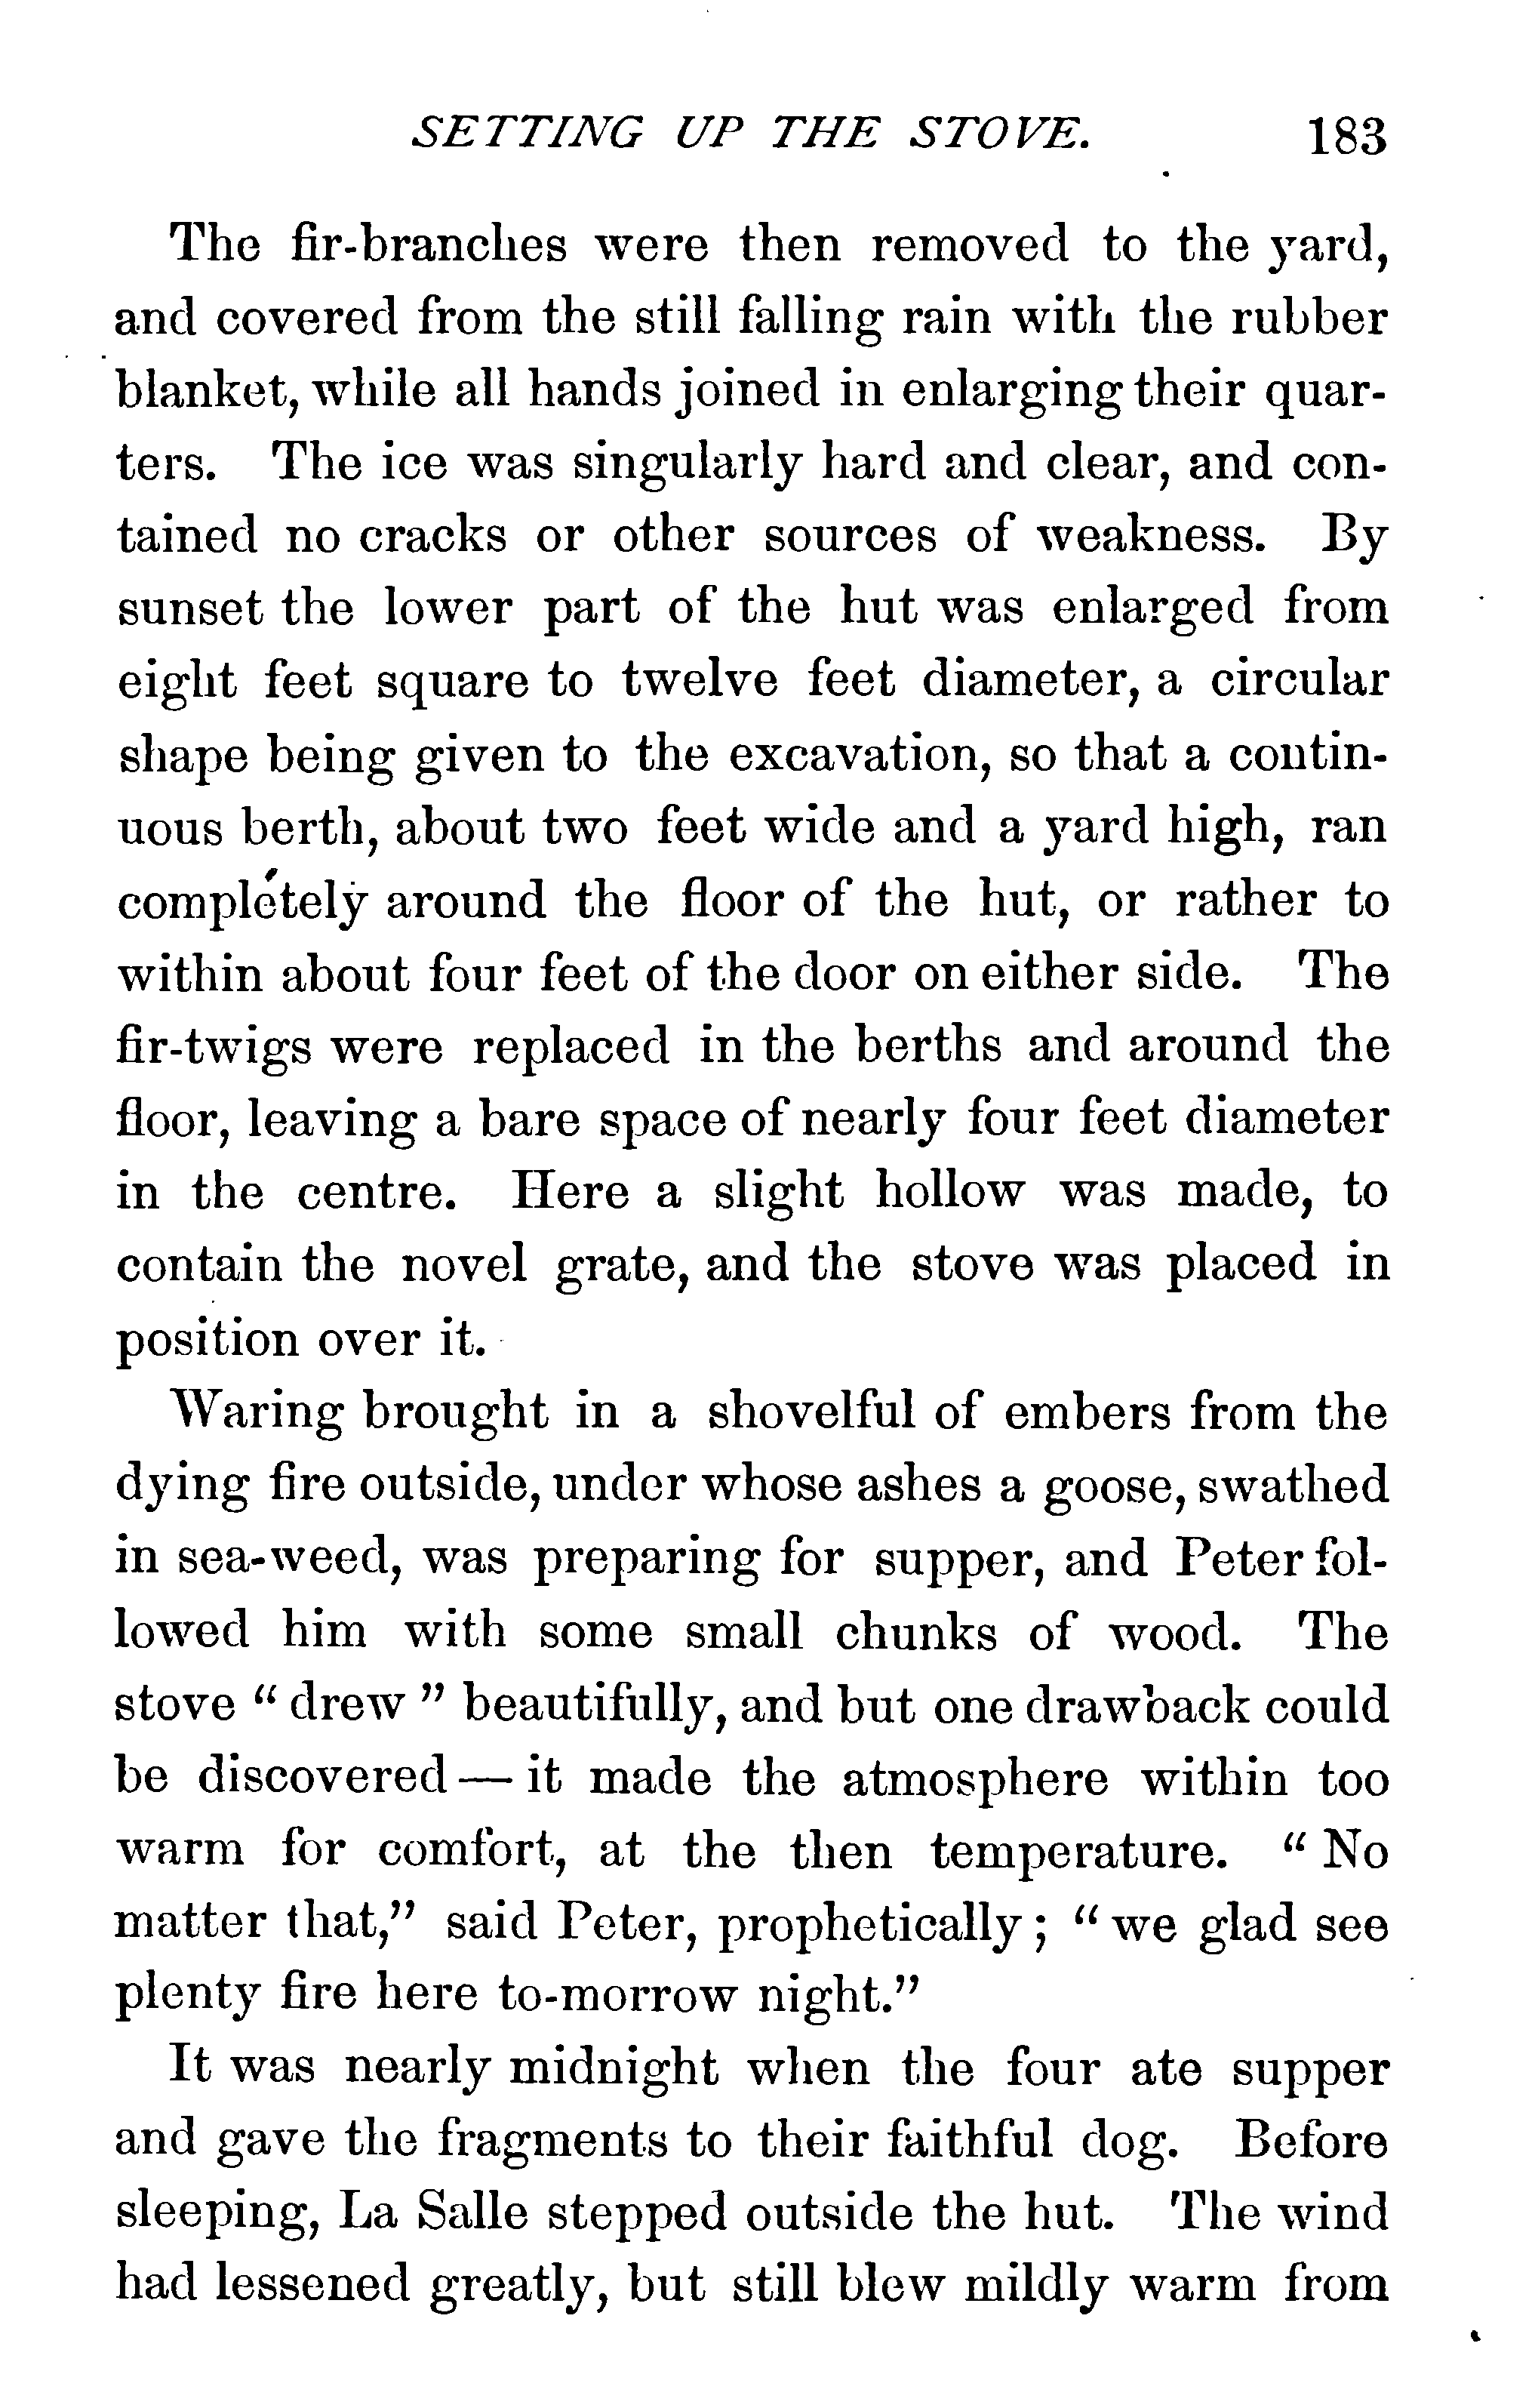 SETTING UP THE STOVE. 183
The fir-branches were then removed to the yard,
and covered from the still falling rain with the rubber
blanket, while all hands joined in enlarging their quar-
ters. The ice was singularly hard and clear, and con-
tained no cracks or other sources of weakness. By
sunset the lower part of the hut was enlarged from
eight feet square to twelve feet diameter, a circular
shape being given to the excavation, so that a contin-
uous berth, about two feet wide and a yard high, ran
completely around the floor of the hut, or rather to
within about four feet of the door on either side. The
fir-twigs were replaced in the berths and around the
floor, leaving a bare space of nearly four feet diameter
in the centre. Here a slight hollow was made, to
contain the novel grate, and the stove was placed in
position over it.
Waring brought in a shovelful of embers from the
dying fire outside, under whose ashes a goose, swathed
in sea-weed, was preparing for supper, and Peter fol-
lowed him with some small chunks of wood. The
stove “ drew ” beautifully, and but one drawback could
be discovered — it made the atmosphere within too
warm for comfort, at the then temperature. “ No
matter that,” said Peter, prophetically ; “ we glad see
plenty fire here to-morrow night.”
It was nearly midnight when the four ate supper
and gave the fragments to their faithful dog. Before
sleeping, La Salle stepped outside the hut. The wind
had lessened greatly, but still blew mildly warm from